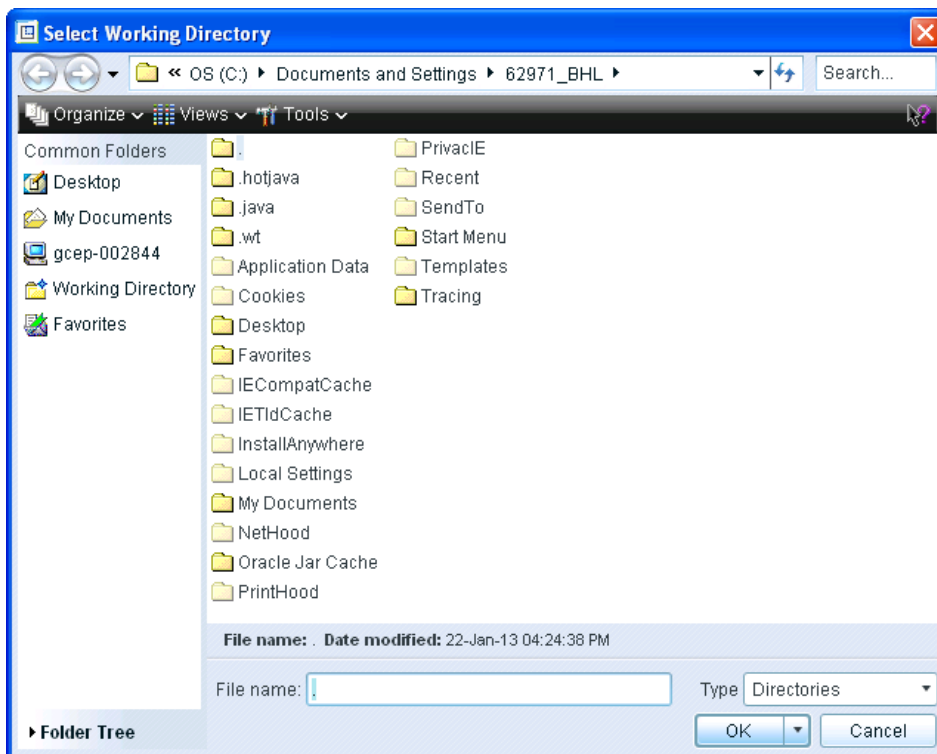 Select Working Directory
« OS (C:) ▸ Documents and Settings ▸ 62971_BHL ▸
Search...
Organize Views Tools
Common Folders
Desktop
My Documents
gcep-002844
Working Directory
Favorites
.
.hotjava
.java
.wt
Application Data
Cookies
Desktop
Favorites
IECompatCache
IETldCache
InstallAnywhere
Local Settings
My Documents
NetHood
Oracle Jar Cache
PrintHood
PrivacIE
Recent
SendTo
Start Menu
Templates
Tracing
File name: . Date modified: 22-Jan-13 04:24:38 PM
File name: .
Type Directories
Folder Tree
OK Cancel